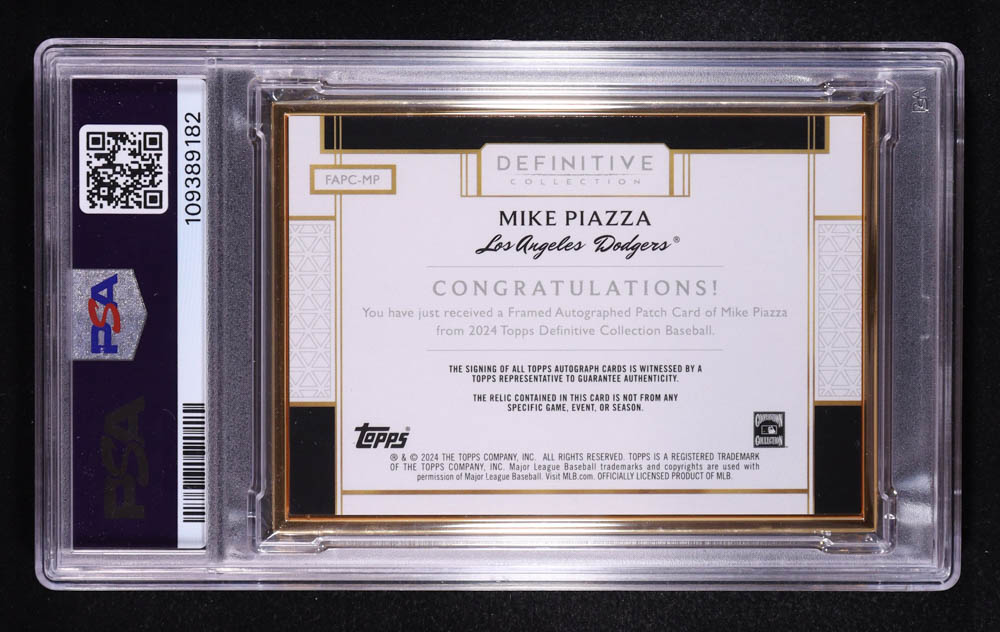 109389182
PSA
PSA
FAPC-MP
DEFINITIVE
COLLECTION
MIKE PIAZZA
Los Angeles Dodgers®
CONGRATULATIONS!
You have just received a Framed Autographed Patch Card of Mike Piazza
from 2024 Topps Definitive Collection Baseball.
THE SIGNING OF ALL TOPPS AUTOGRAPH CARDS IS WITNESSED BY A
TOPPS REPRESENTATIVE TO GUARANTEE AUTHENTICITY.
THE RELIC CONTAINED IN THIS CARD IS NOT FROM ANY
SPECIFIC GAME, EVENT, OR SEASON.
Topps®
COOPERSTOWN
COLLECTION
® & © 2024 THE TOPPS COMPANY, INC. ALL RIGHTS RESERVED. TOPPS IS A REGISTERED TRADEMARK
OF THE TOPPS COMPANY, INC. Major League Baseball trademarks and copyrights are used with
permission of Major League Baseball. Visit MLB.com. OFFICIALLY LICENSED PRODUCT OF MLB.